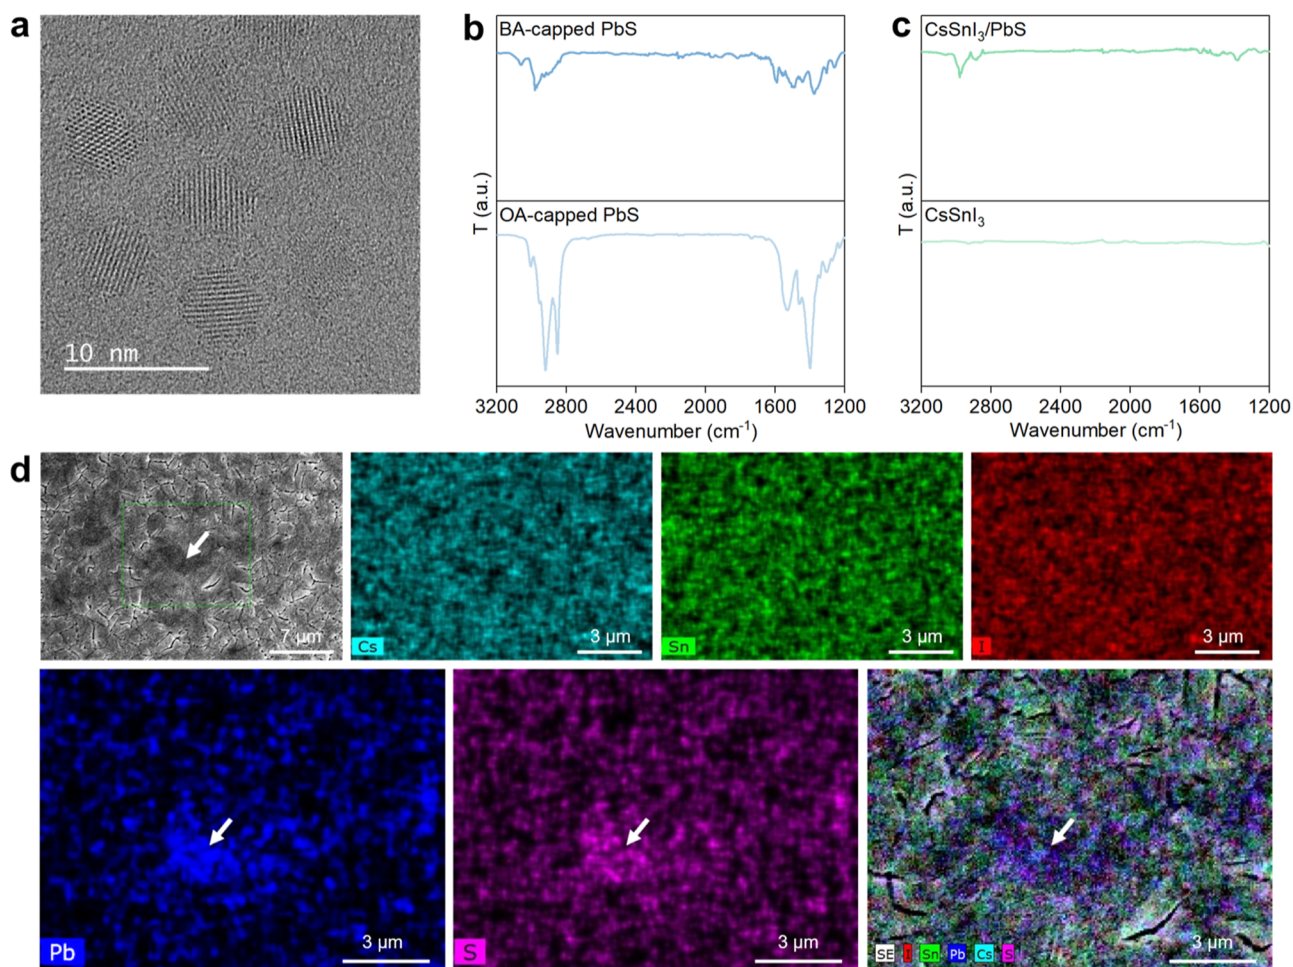 a
10 nm
b
BA-capped PbS
OA-capped PbS
T (a.u.)
3200 2800 2400 2000 1600 1200
Wavenumber (cm⁻¹)
c
CsSnI₃/PbS
CsSnI₃
T (a.u.)
3200 2800 2400 2000 1600 1200
Wavenumber (cm⁻¹)
d
7 µm
Cs
3 µm
Sn
3 µm
I
3 µm
Pb
3 µm
S
3 µm
SE I Sn Pb Cs S
3 µm